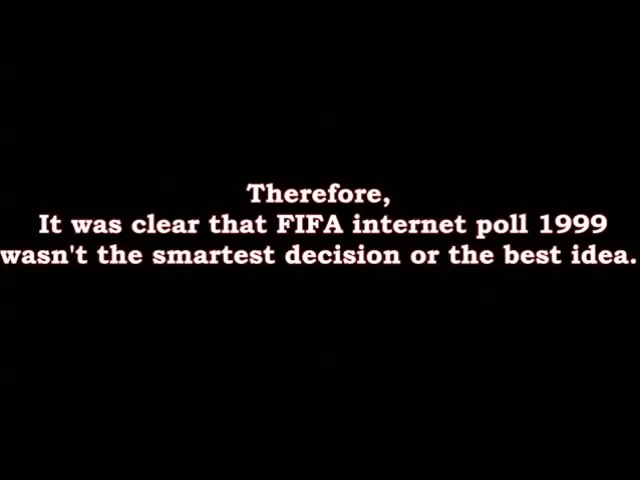 Therefore,
It was clear that FIFA internet poll 1999
wasn't the smartest decision or the best idea.